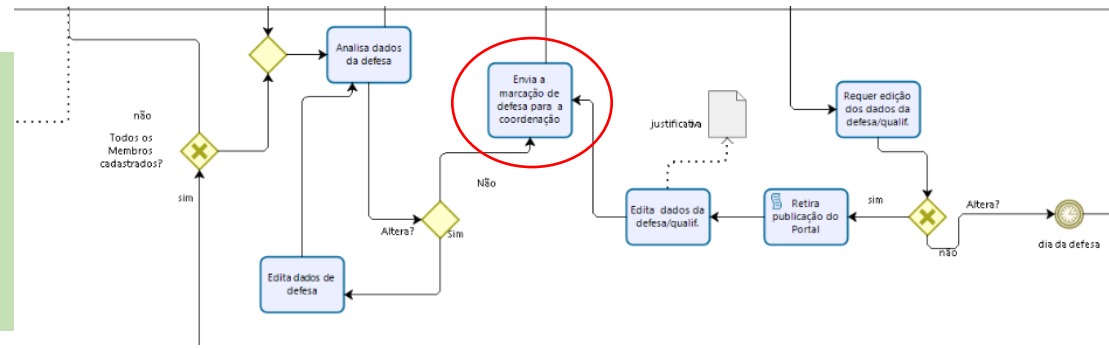 não
Todos os
Membros
cadastrados?
sim
Analisa dados
da defesa
Edita dados de
defesa
Altera?
sim
Não
Envia a
marcação de
defesa para a
coordenação
justificativa
Edita dados da
defesa/qualif.
Retira
publicação do
Portal
sim
Requer edição
dos dados da
defesa/qualif.
Altera?
não
dia da defesa